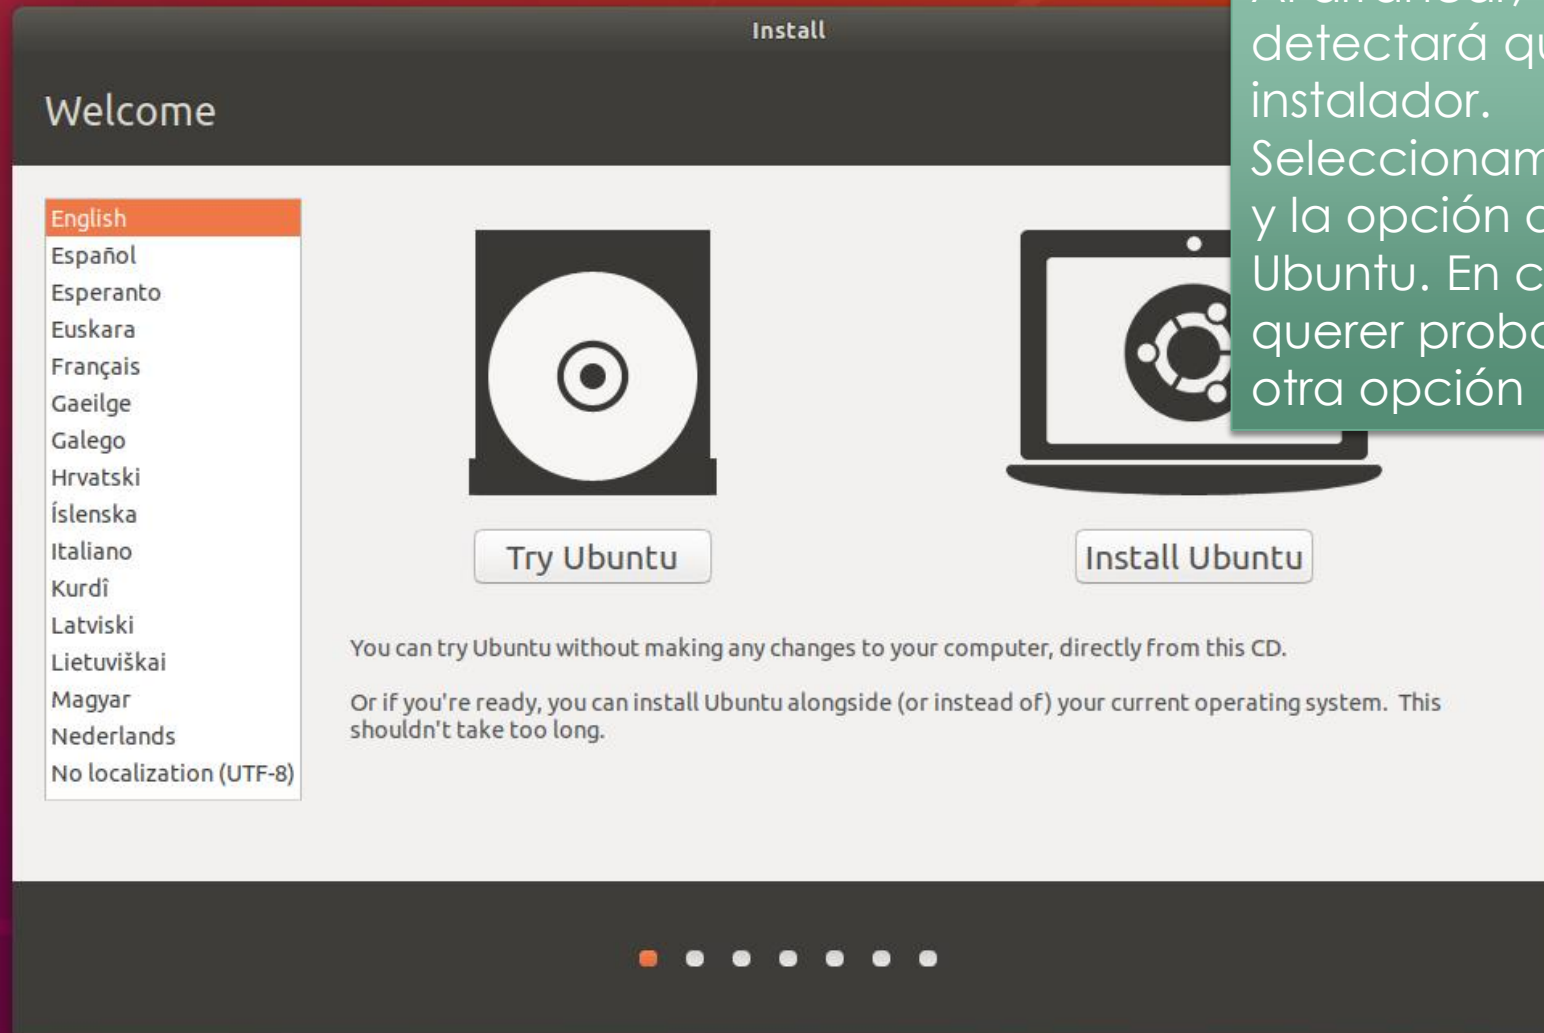 Install
Welcome
English
Español
Esperanto
Euskara
Français
Gaeilge
Galego
Hrvatski
Íslenska
Italiano
Kurdî
Latviski
Lietuviškai
Magyar
Nederlands
No localization (UTF-8)
Try Ubuntu
Install Ubuntu
You can try Ubuntu without making any changes to your computer, directly from this CD.
Or if you're ready, you can install Ubuntu alongside (or instead of) your current operating system. This
shouldn't take too long.
detectará
instalador.
y la opción
Ubuntu. En
querer
otra opción